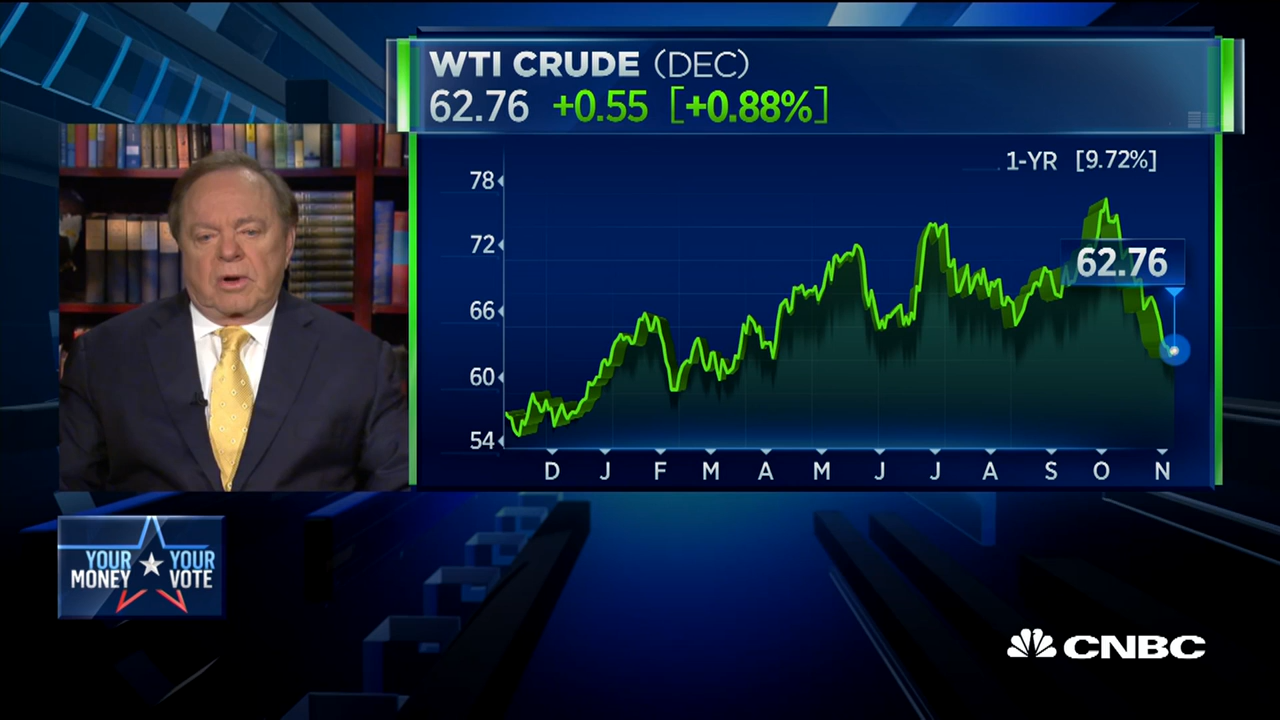 WTI CRUDE (DEC)
62.76 +0.55 [+0.88%]
1-YR [9.72%]
78
72
66
60
54
62.76
D J F M A M J J A S O N
YOUR YOUR
MONEY VOTE
CNBC